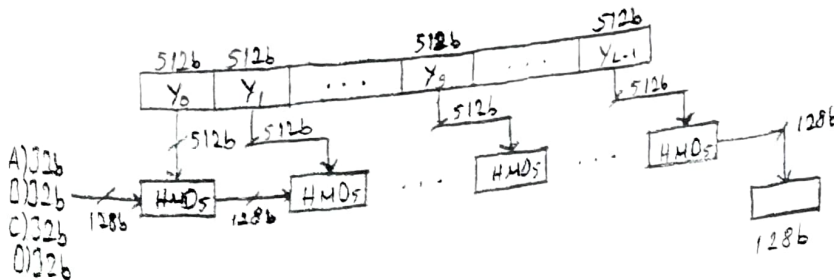 512b 512b 512b 512b
Y₀ Y₁ ... Yq ... Y_L-1
512b 512b 512b 512b
A)32b
B)32b
C)32b
D)32b
128b HMD5 128b HMD5 ... HMD5 ... HMD5 128b
128b